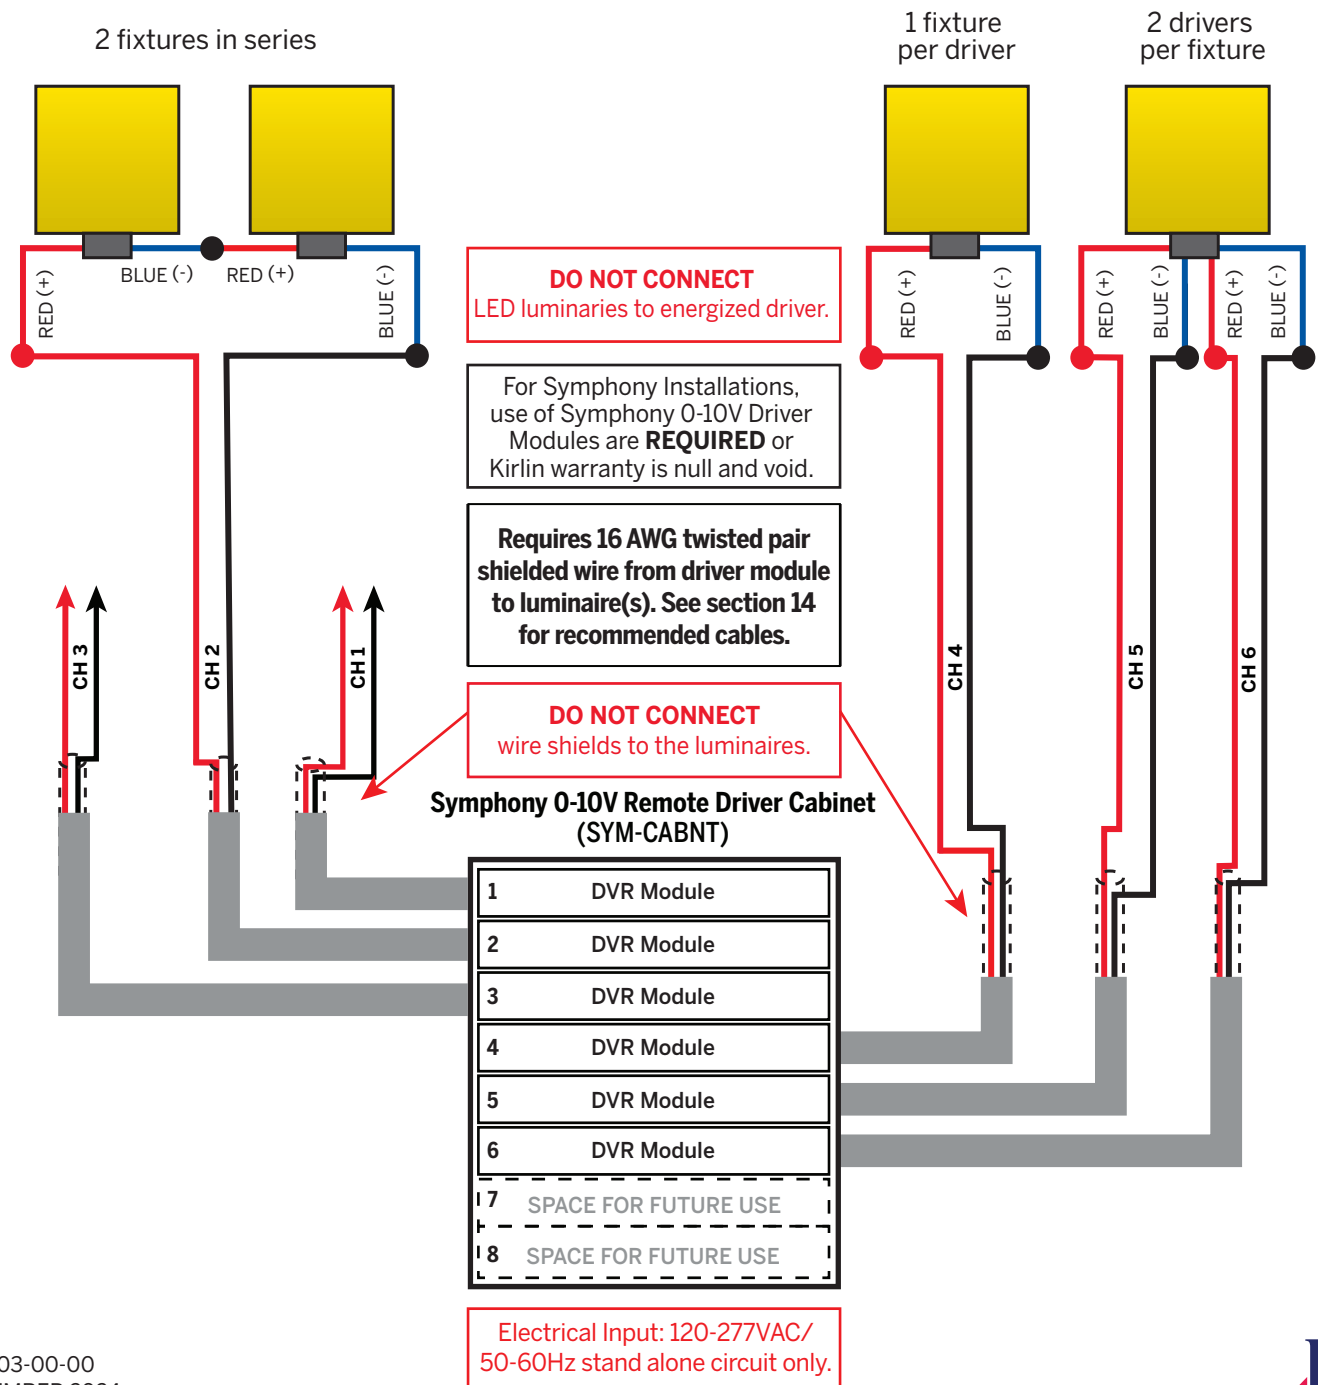 2 fixtures in series
1 fixture
per driver
2 drivers
per fixture
RED (+)
BLUE (-)
RED (+)
BLUE (-)
RED (+)
BLUE (-)
RED (+)
BLUE (-)
RED (+)
BLUE (-)
DO NOT CONNECT
LED luminaries to energized driver.
For Symphony Installations,
use of Symphony 0-10V Driver
Modules are REQUIRED or
Kirlin warranty is null and void.
Requires 16 AWG twisted pair
shielded wire from driver module
to luminaire(s). See section 14
for recommended cables.
CH 3
CH 2
CH 1
CH 4
CH 5
CH 6
DO NOT CONNECT
wire shields to the luminaires.
Symphony 0-10V Remote Driver Cabinet
(SYM-CABNT)
1 DVR Module
2 DVR Module
3 DVR Module
4 DVR Module
5 DVR Module
6 DVR Module
7 SPACE FOR FUTURE USE
8 SPACE FOR FUTURE USE
Electrical Input: 120-277VAC/
50-60Hz stand alone circuit only.
03-00-00